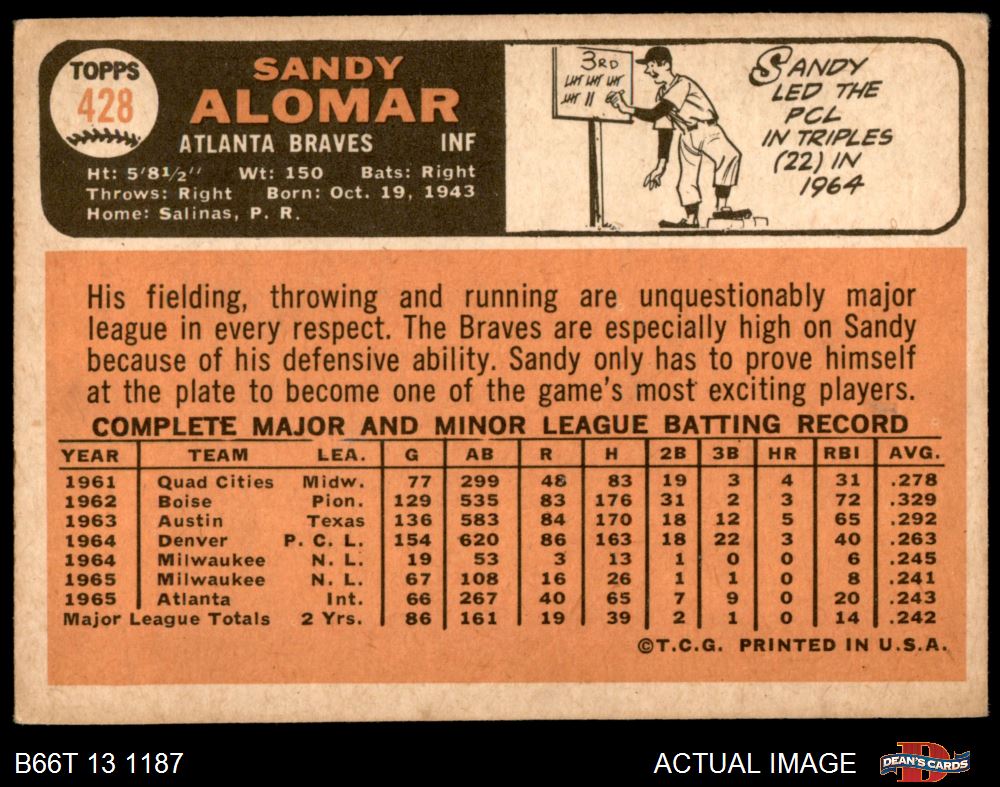 TOPPS
428
SANDY
ALOMAR
ATLANTA BRAVES INF
Ht: 5'8½" Wt: 150 Bats: Right
Throws: Right Born: Oct. 19, 1943
Home: Salinas, P. R.
3RD
SANDY
LED THE
PCL
IN TRIPLES
(22) IN
1964
His fielding, throwing and running are unquestionably major
league in every respect. The Braves are especially high on Sandy
because of his defensive ability. Sandy only has to prove himself
at the plate to become one of the game's most exciting players.
COMPLETE MAJOR AND MINOR LEAGUE BATTING RECORD
YEAR TEAM LEA. G AB R H 2B 3B HR RBI AVG.
1961 Quad Cities Midw. 77 299 48 83 19 3 4 31 .278
1962 Boise Pion. 129 535 83 176 31 2 3 72 .329
1963 Austin Texas 136 583 84 170 18 12 5 65 .292
1964 Denver P. C. L. 154 620 86 163 18 22 3 40 .263
1964 Milwaukee N. L. 19 53 3 13 1 0 0 6 .245
1965 Milwaukee N. L. 67 108 16 26 1 1 0 8 .241
1965 Atlanta Int. 66 267 40 65 7 9 0 20 .243
Major League Totals 2 Yrs. 86 161 19 39 2 1 0 14 .242
©T.C.G. PRINTED IN U.S.A.
B66T 13 1187 ACTUAL IMAGE
D
DEAN'S CARDS